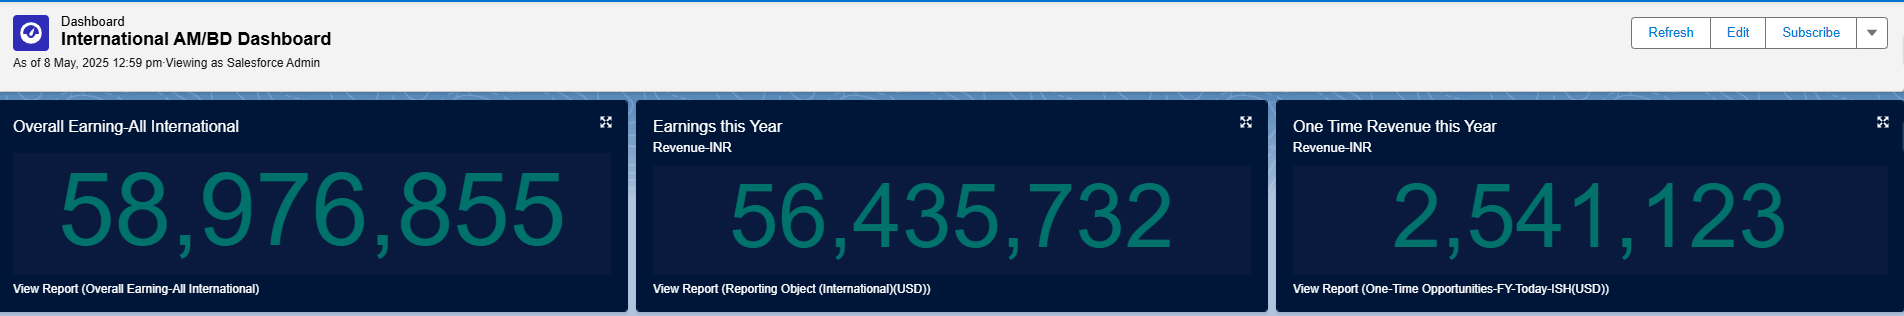 Dashboard
International AM/BD Dashboard
As of 8 May, 2025 12:59 pm·Viewing as Salesforce Admin
Refresh
Edit
Subscribe
Overall Earning-All International
58,976,855
View Report (Overall Earning-All International)
Earnings this Year
Revenue-INR
56,435,732
View Report (Reporting Object (International)(USD))
One Time Revenue this Year
Revenue-INR
2,541,123
View Report (One-Time Opportunities-FY-Today-ISH(USD))